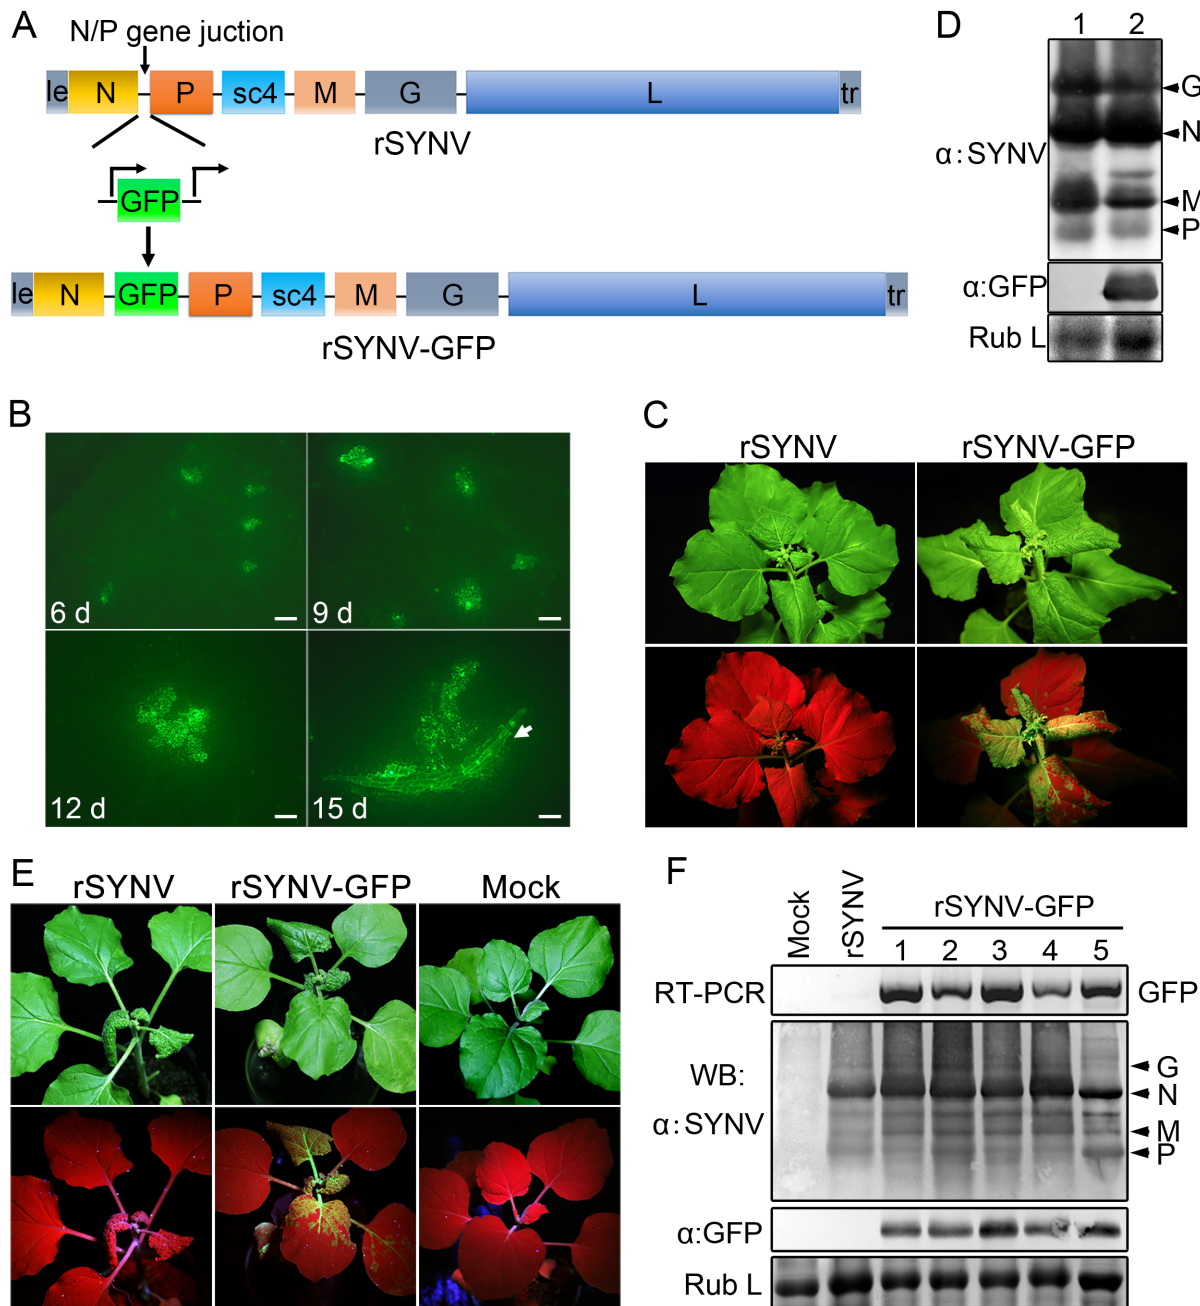 A
N/P gene juction
le N P sc4 M G L tr
rSYNV
GFP
le N GFP P sc4 M G L tr
rSYNV-GFP
D
1 2
α:SYNV
G
N
M
P
α:GFP
Rub L
B
6 d
9 d
12 d
15 d
C
rSYNV rSYNV-GFP
E
rSYNV rSYNV-GFP Mock
F
Mock
rSYNV
rSYNV-GFP
1 2 3 4 5
RT-PCR GFP
WB:
α:SYNV
G
N
M
P
α:GFP
Rub L